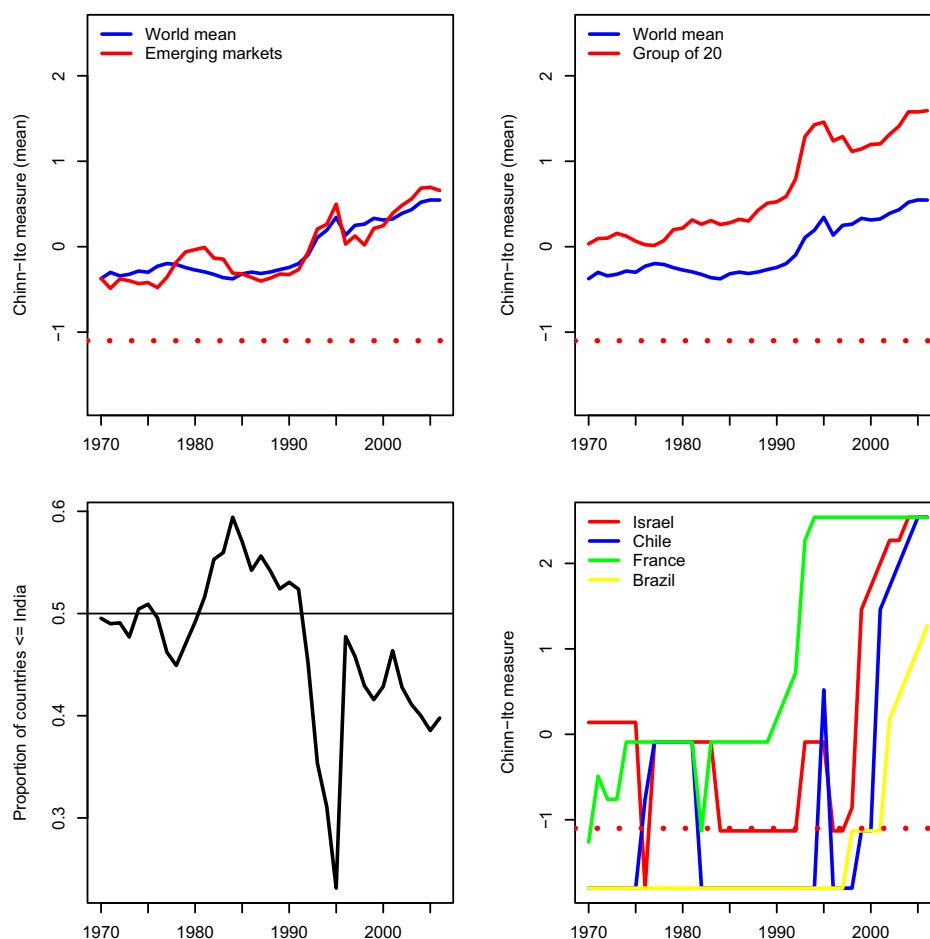 World mean
Emerging markets
Chinn−Ito measure (mean)
2
1
0
−1
1970 1980 1990 2000
World mean
Group of 20
Chinn−Ito measure (mean)
2
1
0
−1
1970 1980 1990 2000
Proportion of countries <= India
0.6
0.5
0.4
0.3
1970 1980 1990 2000
Israel
Chile
France
Brazil
Chinn−Ito measure
2
1
0
−1
1970 1980 1990 2000